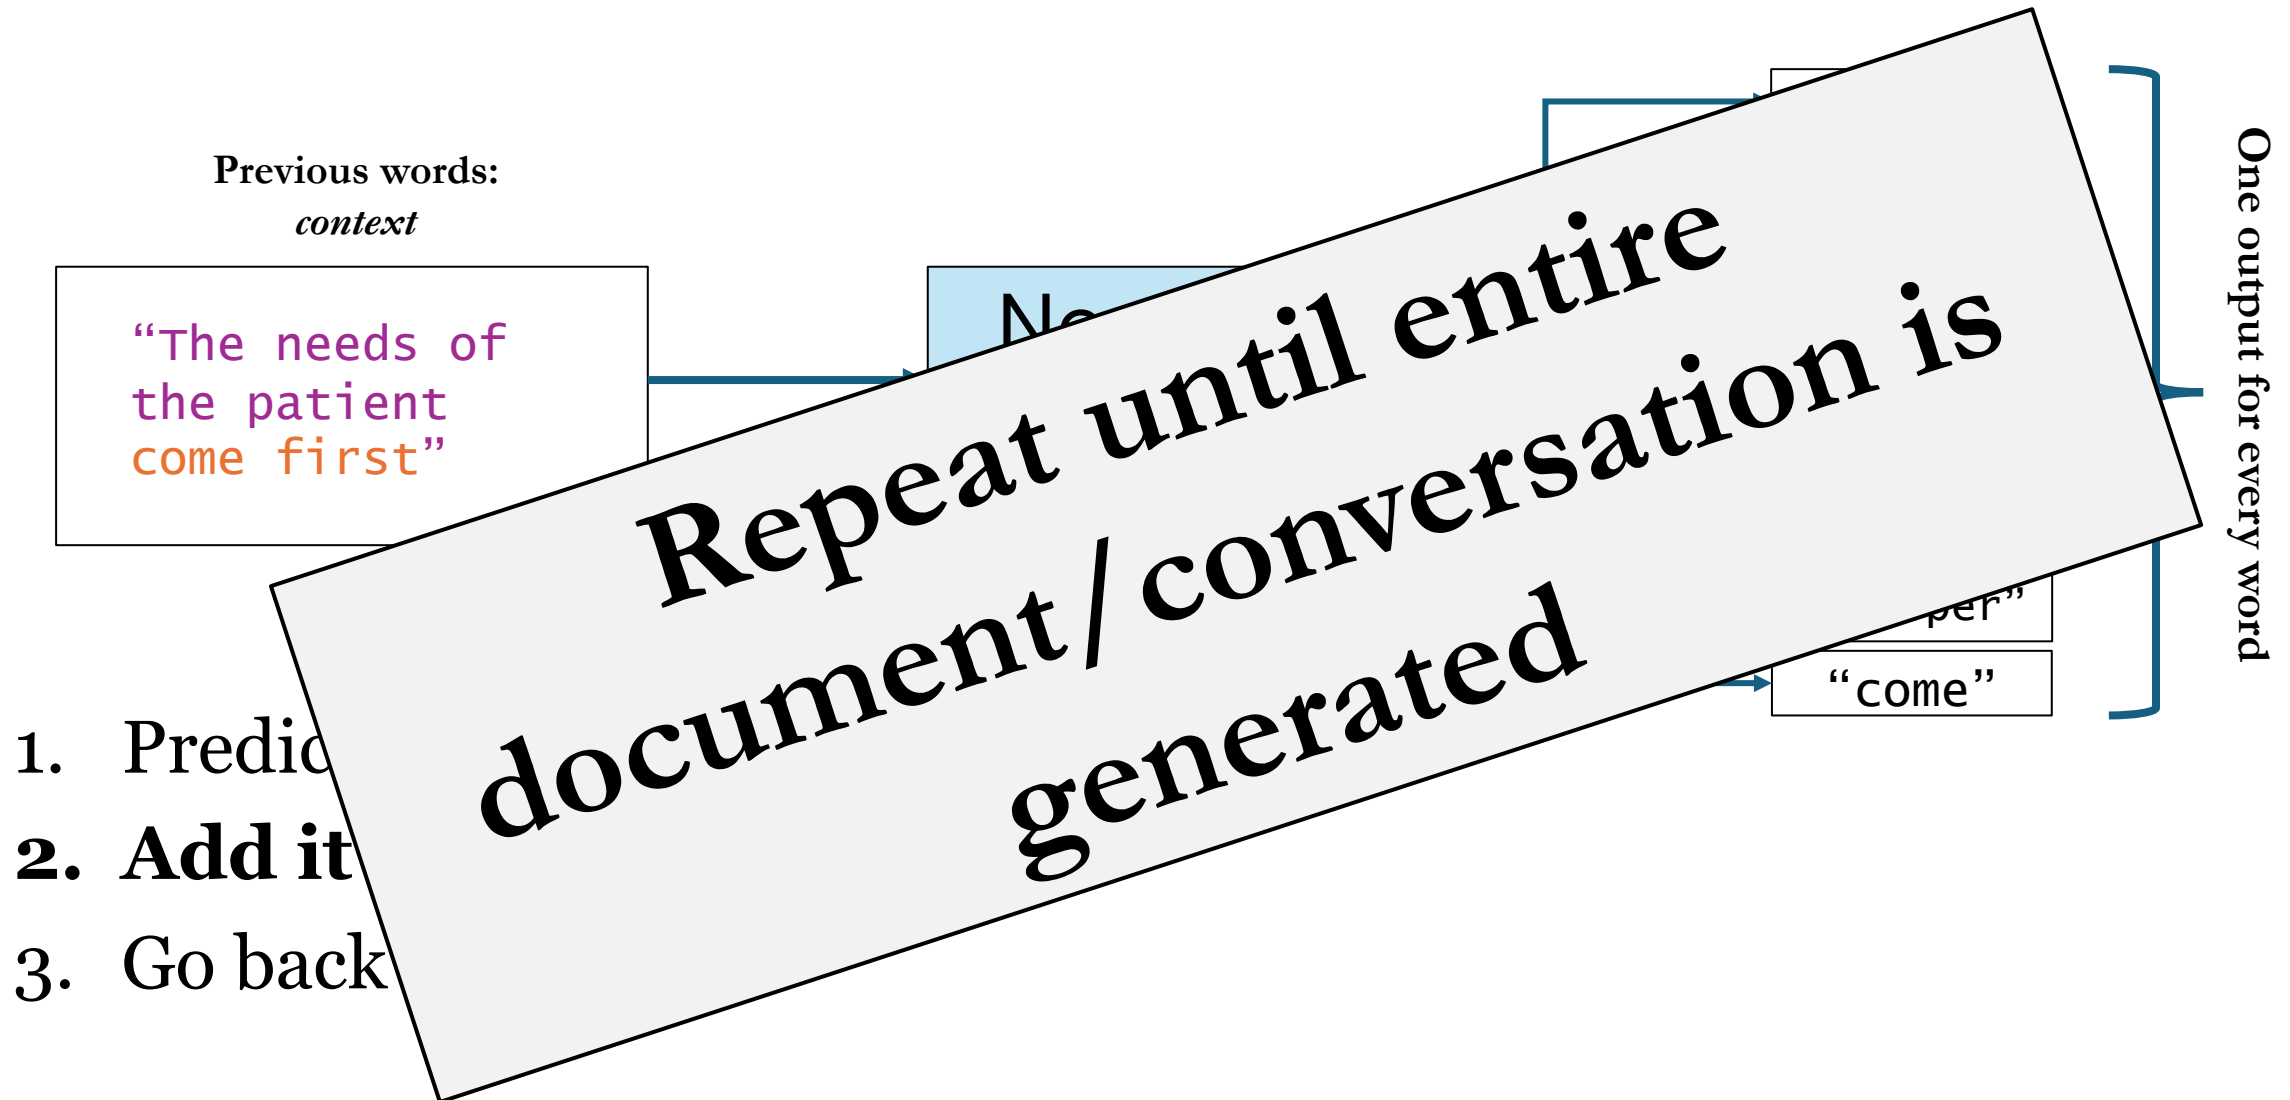 Previous words:
context
“The needs of
the patient
come first”
Repeat until entire
document/conversation is
generated
“come”
One output for every word
1.
2. Add it
3. Go back